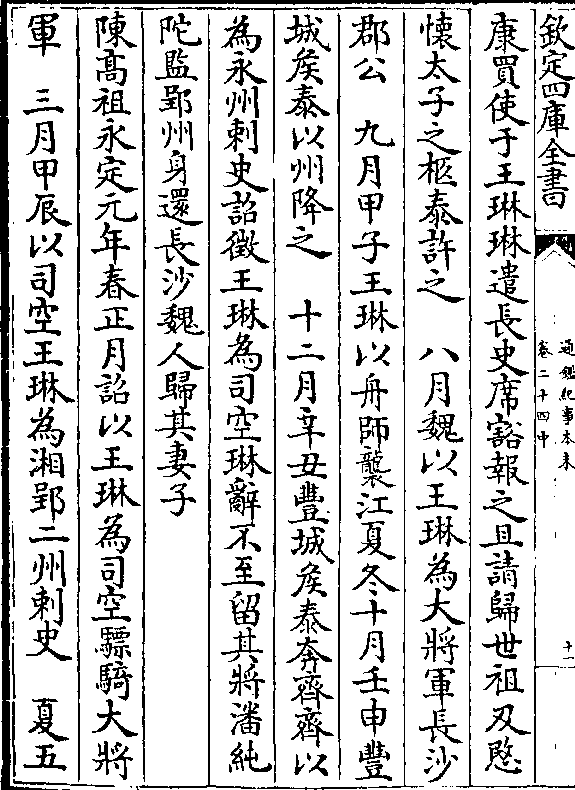 欽定四庫全書
通鑑紀事本末
卷二十四中
十一
康買使于王琳琳遣長史席豁報之且請歸世祖及愍
懷太子之柩泰許之　八月魏以王琳為大將軍長沙
郡公　九月甲子王琳以舟師襲江夏冬十月壬申豐
城侯泰以州降之　十二月辛丑豐城侯泰奔齊齊以
為永州刺史詔徵王琳為司空琳辭不至留其將潘純
陀監郢州身還長沙魏人歸其妻子
陳高祖永定元年春正月詔以王琳為司空驃騎大將
軍　三月甲辰以司空王琳為湘郢二州刺史　夏五